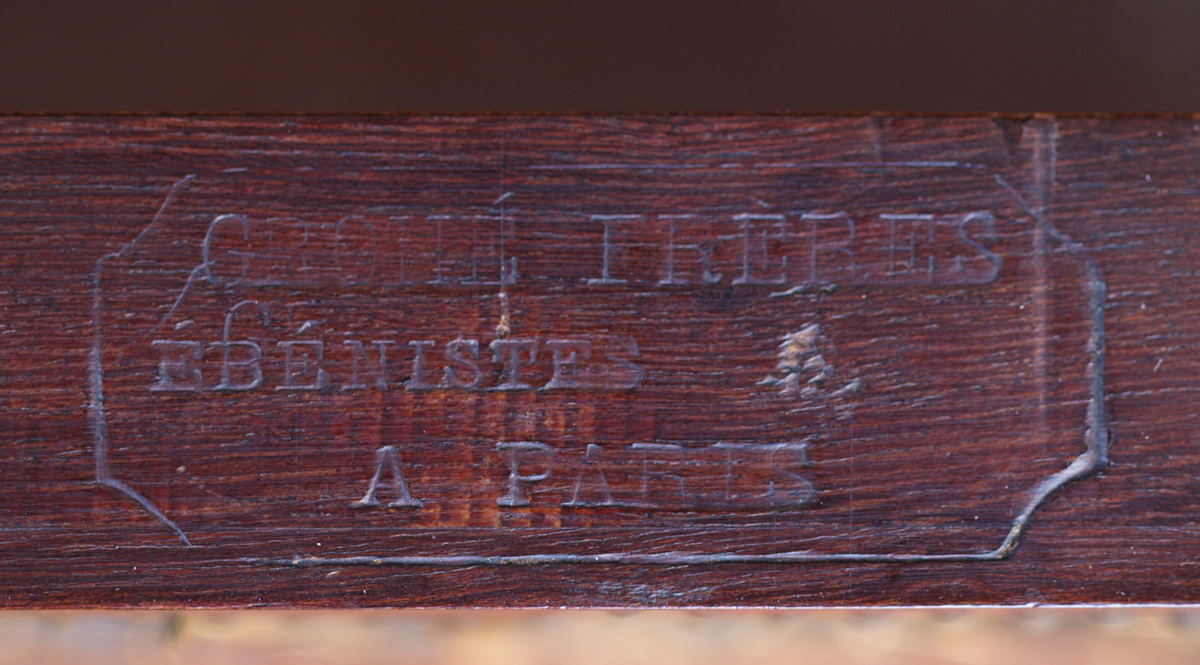 GROHÉ FRÈRES
ÉBÉNISTES
A PARIS